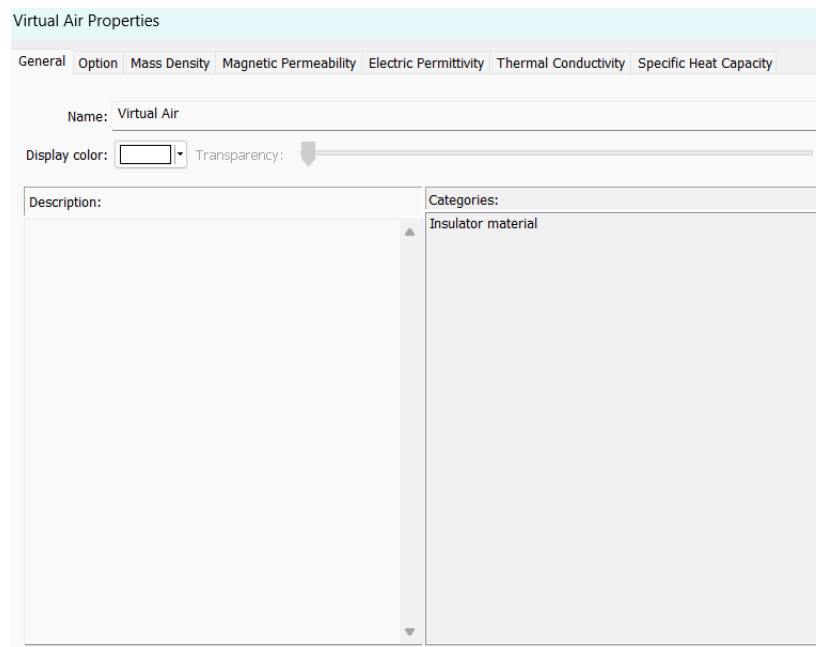 Virtual Air Properties
General Option Mass Density Magnetic Permeability Electric Permittivity Thermal Conductivity Specific Heat Capacity
Name: Virtual Air
Display color: Transparency:
Description:
Categories:
Insulator material